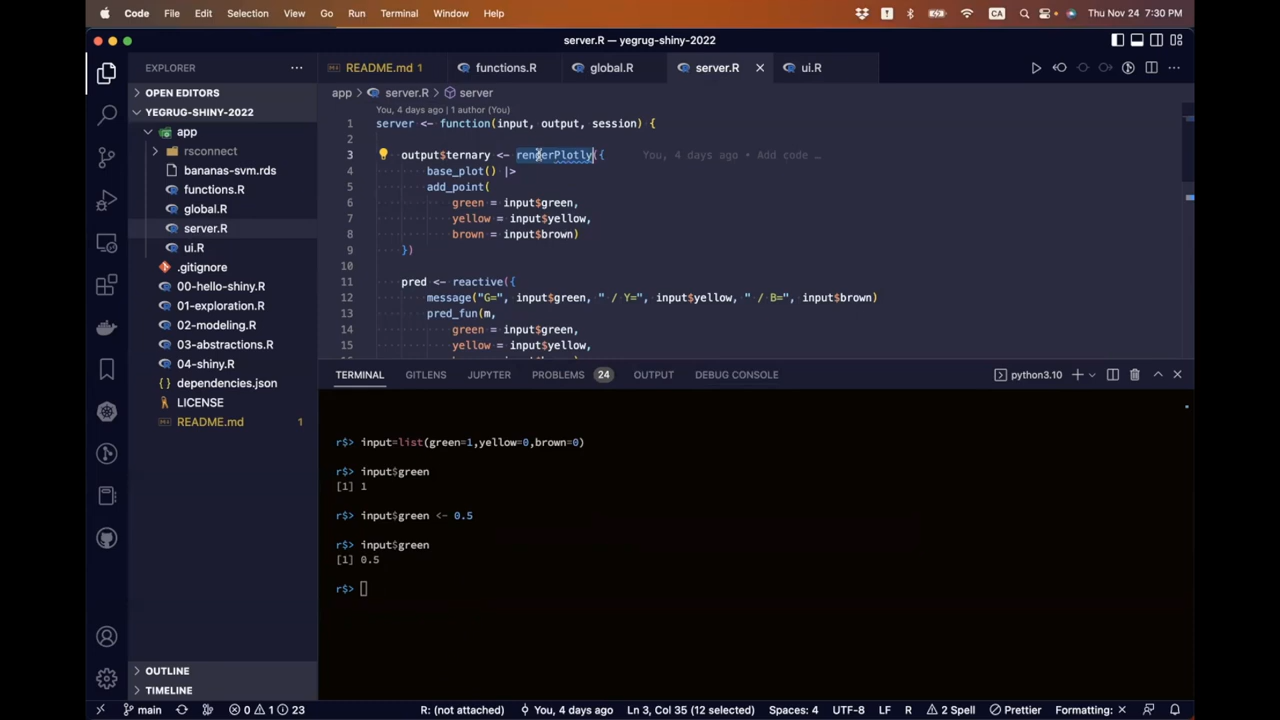 Code File Edit Selection View Go Run Terminal Window Help CA Thu Nov 24 7:30 PM
server.R — yegrug-shiny-2022
EXPLORER
README.md 1 functions.R global.R server.R ui.R
OPEN EDITORS
app > server.R > server
YEGRUG-SHINY-2022
app
rsconnect
bananas-svm.rds
functions.R
global.R
server.R
ui.R
.gitignore
00-hello-shiny.R
01-exploration.R
02-modeling.R
03-abstractions.R
04-shiny.R
dependencies.json
LICENSE
README.md 1
OUTLINE
TIMELINE
You, 4 days ago | 1 author (You)
1 server <- function(input, output, session) {
2
3 output$ternary <- renderPlotly({ You, 4 days ago • Add code …
4 base_plot() |>
5 add_point(
6 green = input$green,
7 yellow = input$yellow,
8 brown = input$brown)
9 })
10
11 pred <- reactive({
12 message("G=", input$green, " / Y=", input$yellow, " / B=", input$brown)
13 pred_fun(m,
14 green = input$green,
15 yellow = input$yellow,
TERMINAL GITLENS JUPYTER PROBLEMS 24 OUTPUT DEBUG CONSOLE python3.10
r$> input=list(green=1,yellow=0,brown=0)
r$> input$green
[1] 1
r$> input$green <- 0.5
r$> input$green
[1] 0.5
r$>
main 0 1 23 R: (not attached) You, 4 days ago Ln 3, Col 35 (12 selected) Spaces: 4 UTF-8 LF R 2 Spell Prettier Formatting: ×